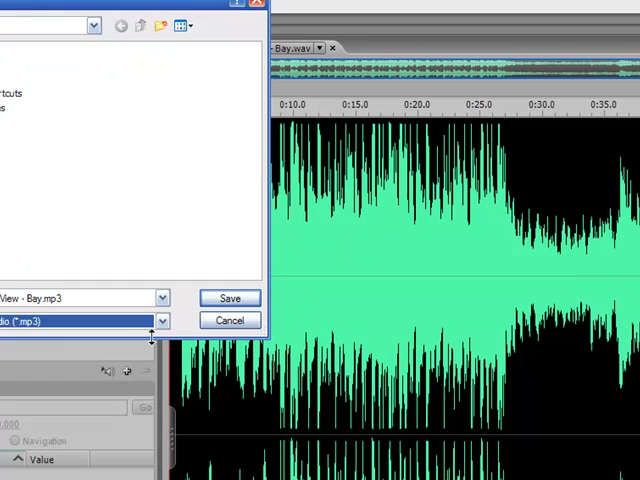 - Bay.wav
rtcuts
s
0:10.0 0:15.0 0:20.0 0:25.0 0:30.0 0:35.0
View - Bay.mp3
Save
dio (*.mp3)
Cancel
Go
0.000
Navigation
Value